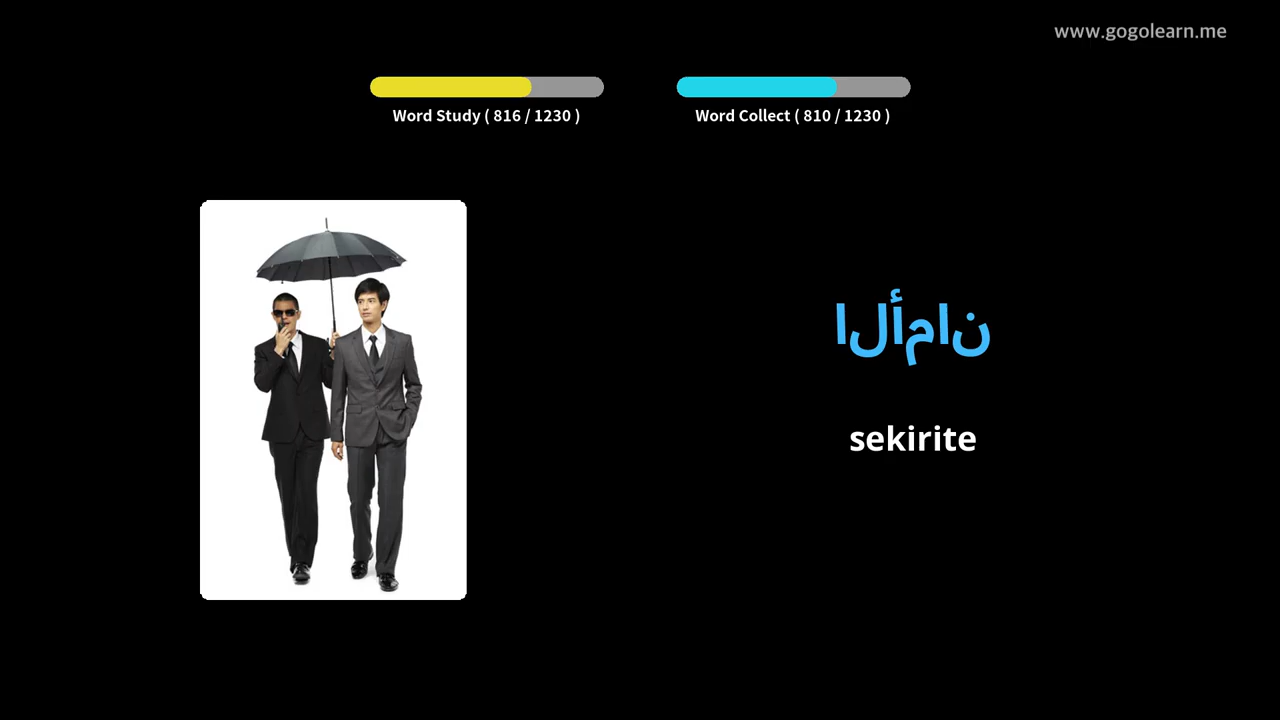 www.gogolearn.me
Word Study ( 816 / 1230 )
Word Collect ( 810 / 1230 )
الأمان
sekirite